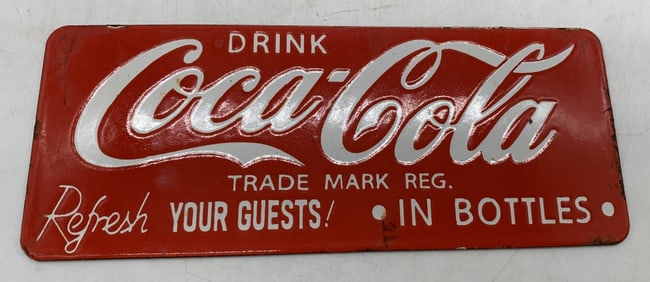 DRINK
Coca-Cola
TRADE MARK REG.
Refresh YOUR GUESTS! • IN BOTTLES •